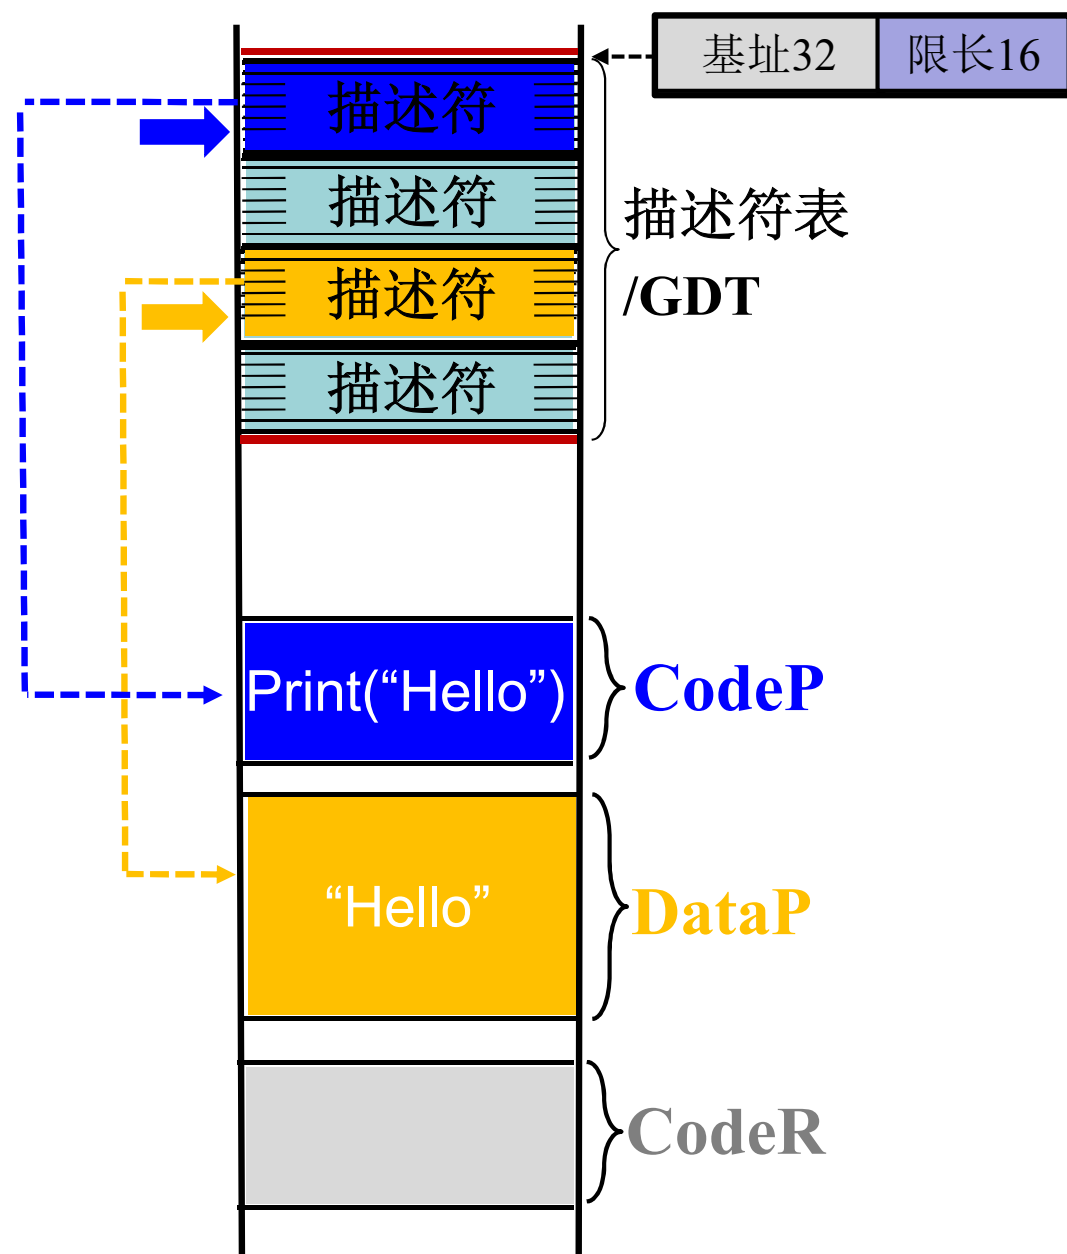 基址32 限长16
描述符
描述符
描述符
描述符
描述符表
/GDT
Print(“Hello”)
CodeP
“Hello”
DataP
CodeR